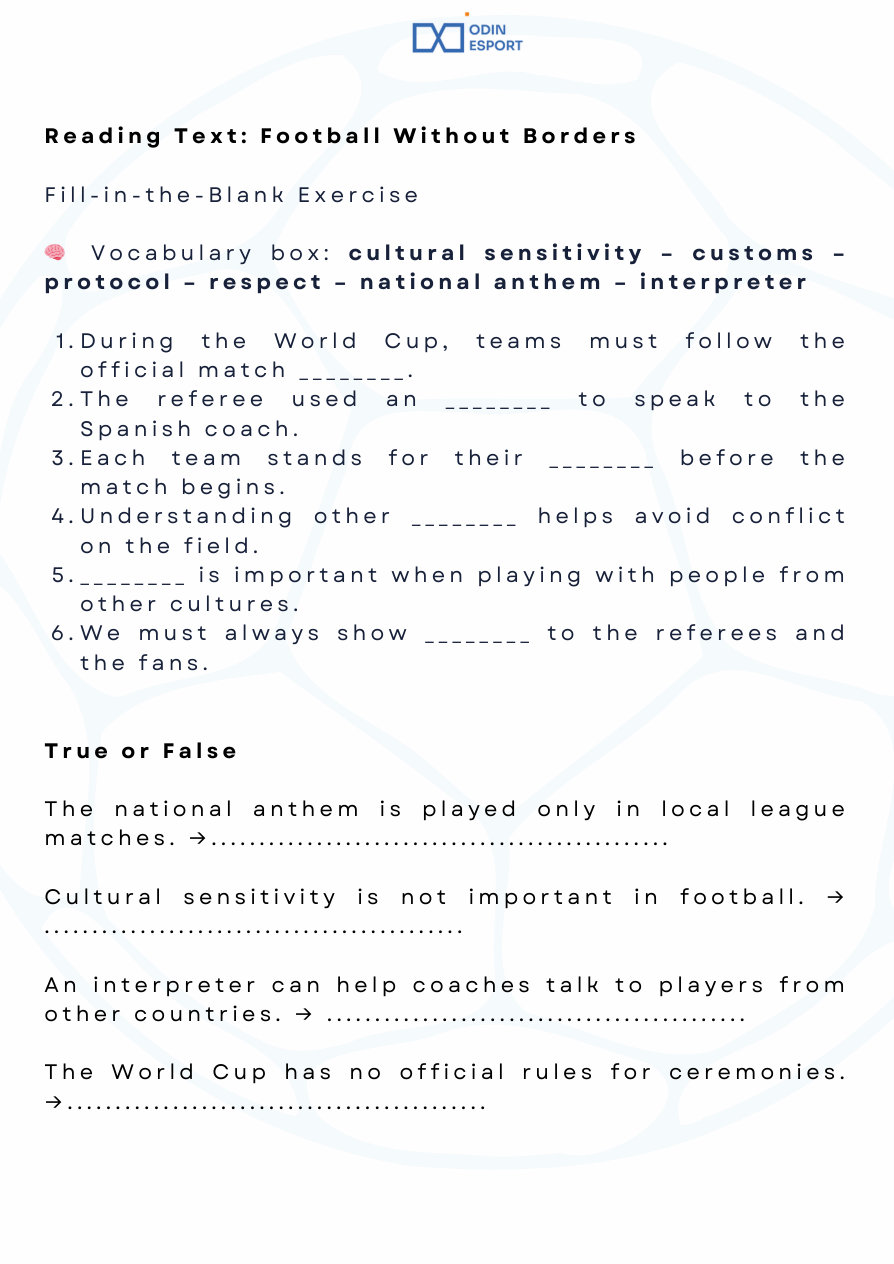 ODIN
ESPORT
Reading Text: Football Without Borders
Fill-in-the-Blank Exercise
🧠 Vocabulary box: cultural sensitivity – customs –
protocol – respect – national anthem – interpreter
1. During the World Cup, teams must follow the
official match ________.
2. The referee used an ________ to speak to the
Spanish coach.
3. Each team stands for their ________ before the
match begins.
4. Understanding other ________ helps avoid conflict
on the field.
5. ________ is important when playing with people from
other cultures.
6. We must always show ________ to the referees and
the fans.
True or False
The national anthem is played only in local league
matches. →................................................
Cultural sensitivity is not important in football. →
............................................
An interpreter can help coaches talk to players from
other countries. → ............................................
The World Cup has no official rules for ceremonies.
→............................................